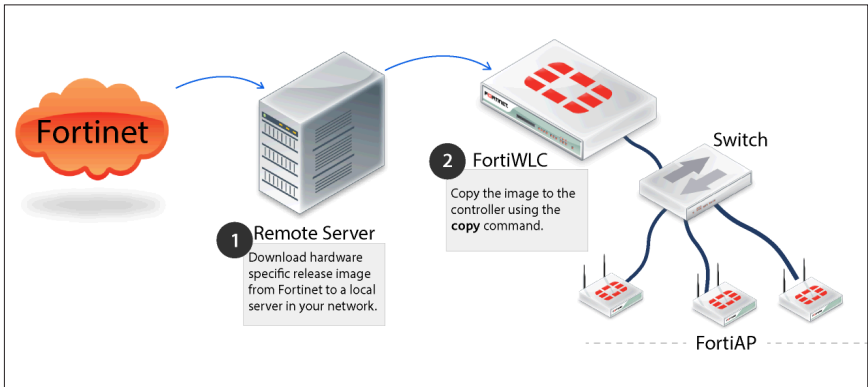 Fortinet
1
Remote Server
Download hardware
specific release image
from Fortinet to a local
server in your network.
FORTINET
2
FortiWLC
Copy the image to the
controller using the
copy command.
Switch
FortiAP